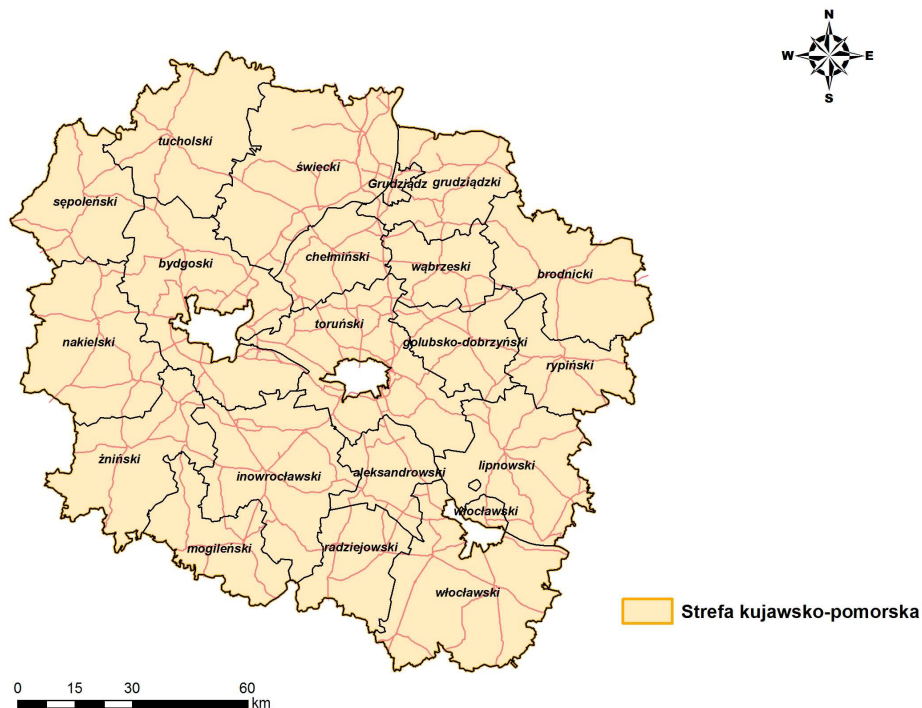 N
W E
S
tucholski
świecki
Grudziądz grudziądzki
sępoleński
chełmiński
bydgoski
wąbrzeski
brodnicki
toruński
nakielski
golubsko-dobrzyński
rypiński
żniński
lipnowski
inowrocławski
aleksandrowski
włocławski
mogileński
radziejowski
włocławski
Strefa kujawsko-pomorska
0 15 30 60
km